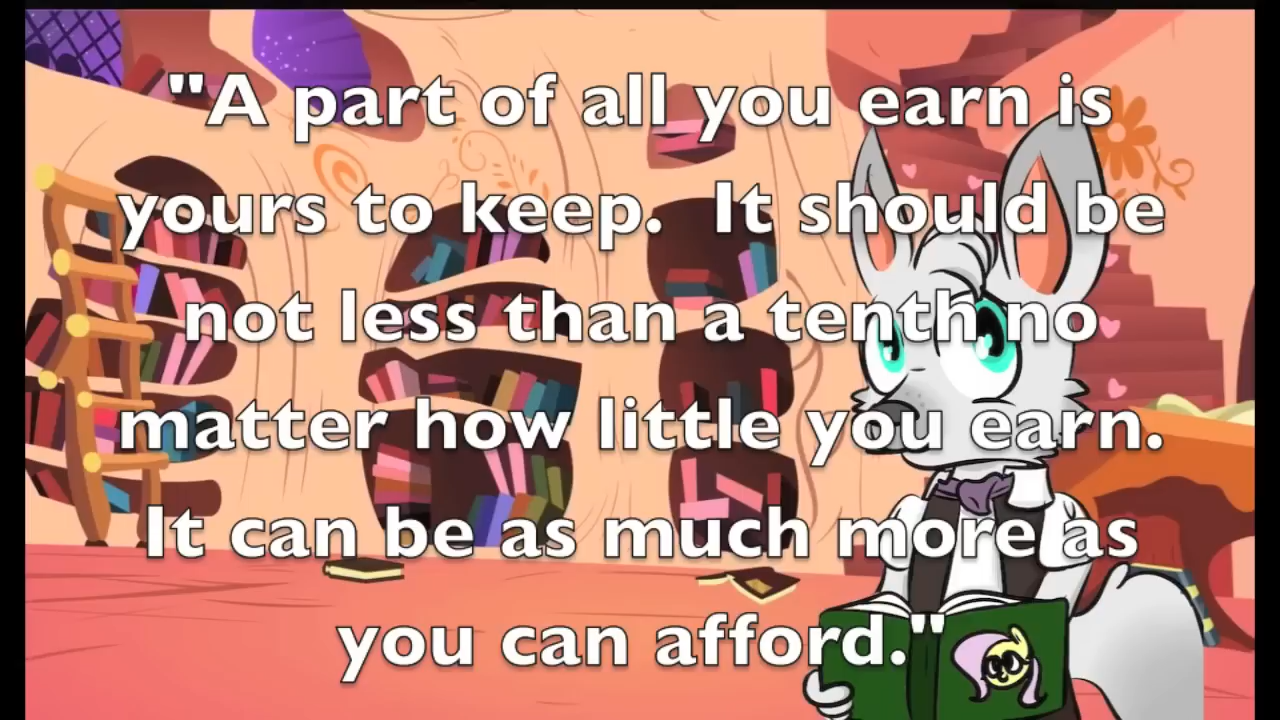 "A part of all you earn is
yours to keep.  It should be
not less than a tenth no
matter how little you earn.
It can be as much more as
you can afford."